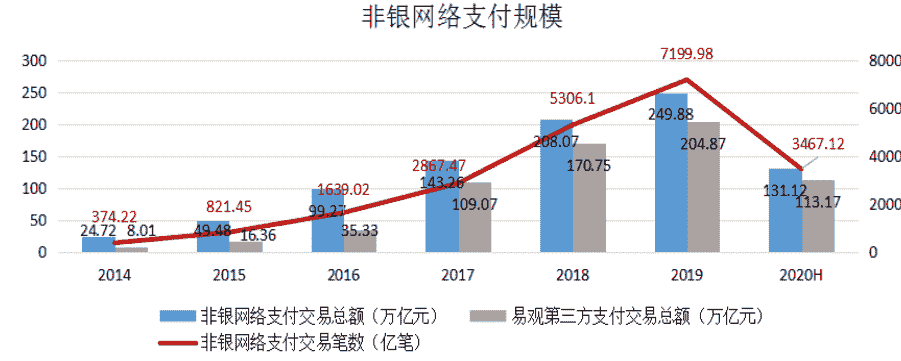 非银网络支付规模
7199.98
300 8000
5306.1
250 249.88 6000
200 208.07 204.87 3467.12
2867.47 170.75
150 143.26 4000
1639.02 131.12
100 99.27 109.07 113.17
374.22 821.45 2000
50 24.72 8.01 49.48 16.36 35.33
0 0
2014 2015 2016 2017 2018 2019 2020H
非银网络支付交易总额（万亿元） 易观第三方支付交易总额（万亿元）
非银网络支付交易笔数（亿笔）